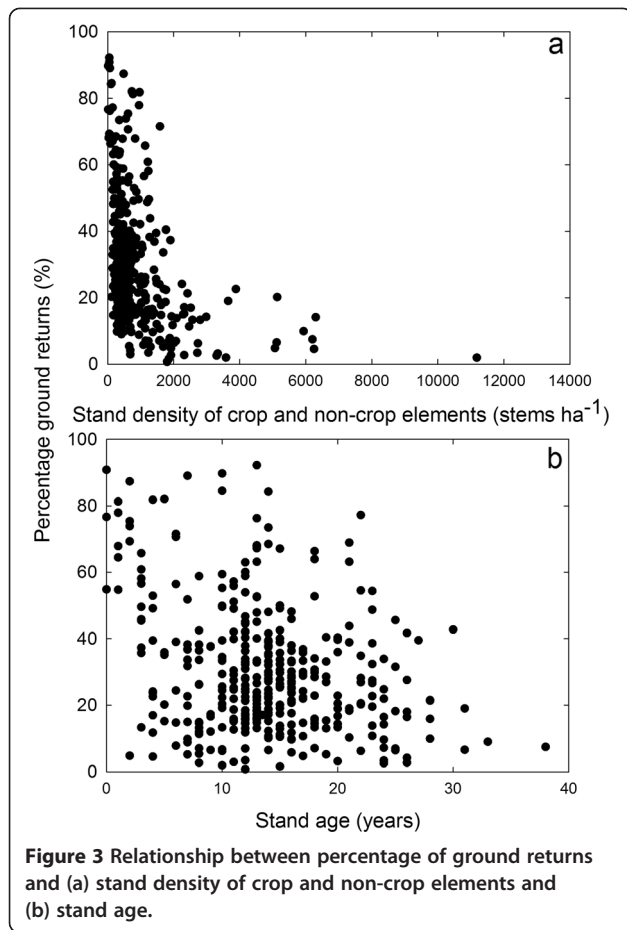 100
80
60
40
20
0
a
0 2000 4000 6000 8000 10000 12000 14000
Stand density of crop and non-crop elements (stems ha⁻¹)
Percentage ground returns (%)
100
80
60
40
20
0
b
0 10 20 30 40
Stand age (years)
Figure 3 Relationship between percentage of ground returns
and (a) stand density of crop and non-crop elements and
(b) stand age.